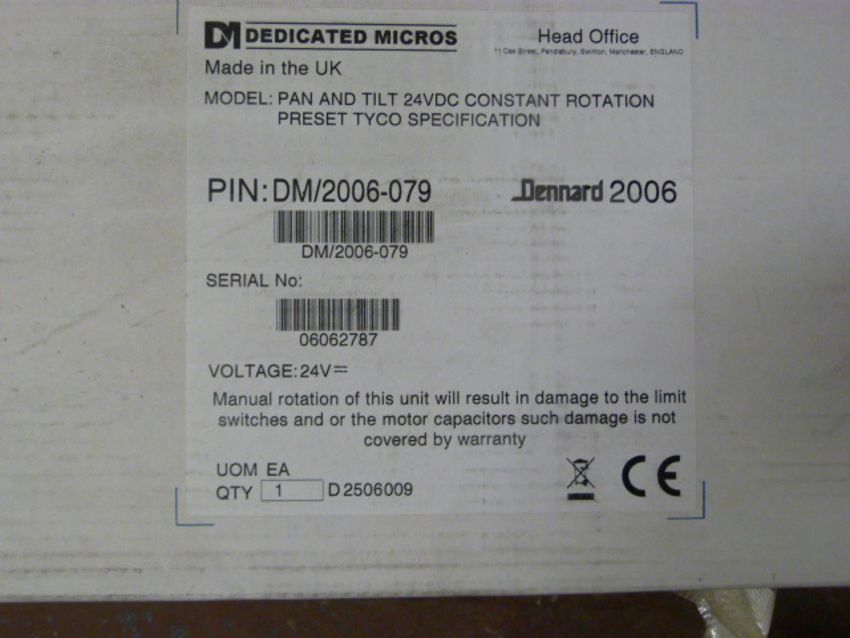 DM DEDICATED MICROS
Head Office
11 Oak Street, Pendlebury, Swinton, Manchester, ENGLAND
Made in the UK
MODEL: PAN AND TILT 24VDC CONSTANT ROTATION
PRESET TYCO SPECIFICATION
PIN: DM/2006-079
Dennard 2006
DM/2006-079
SERIAL No:
06062787
VOLTAGE: 24V⎓
Manual rotation of this unit will result in damage to the limit
switches and or the motor capacitors such damage is not
covered by warranty
UOM EA
QTY 1 D2506009
CE